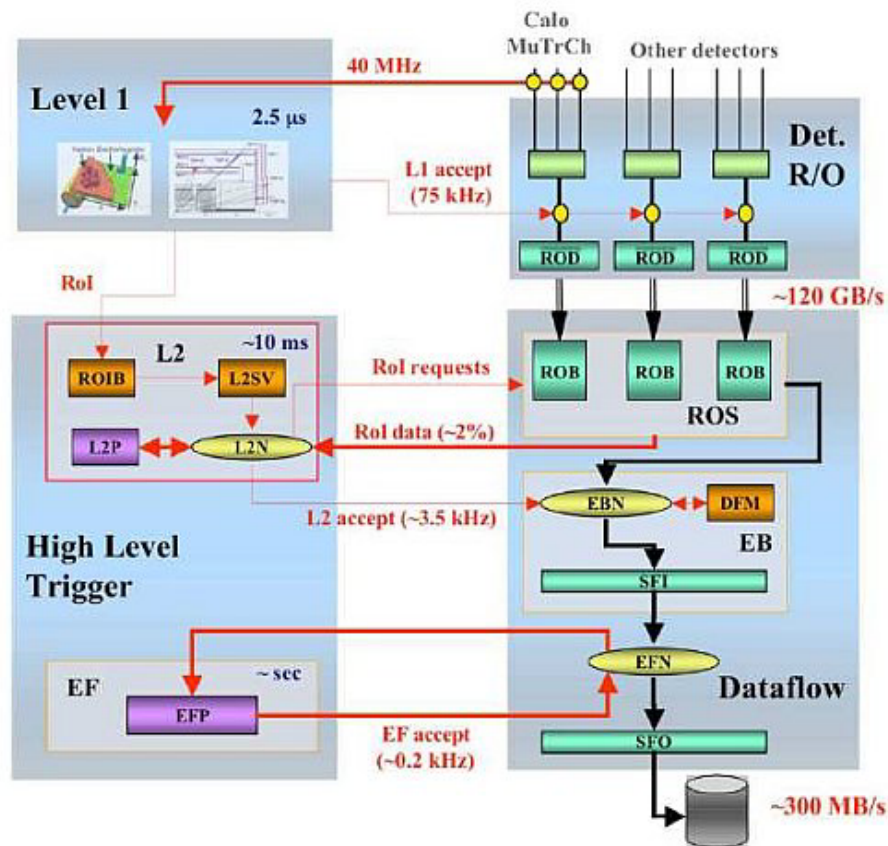 Calo
MuTrCh
Other detectors
40 MHz
Level 1
2.5 μs
Det.
R/O
L1 accept
(75 kHz)
ROD
ROD
ROD
RoI
~120 GB/s
L2
~10 ms
ROIB
L2SV
RoI requests
ROB
ROB
ROB
ROS
L2P
L2N
RoI data (~2%)
L2 accept (~3.5 kHz)
EBN
DFM
EB
High Level
Trigger
SFI
EF
~ sec
EFN
EFP
Dataflow
EF accept
(~0.2 kHz)
SFO
~300 MB/s